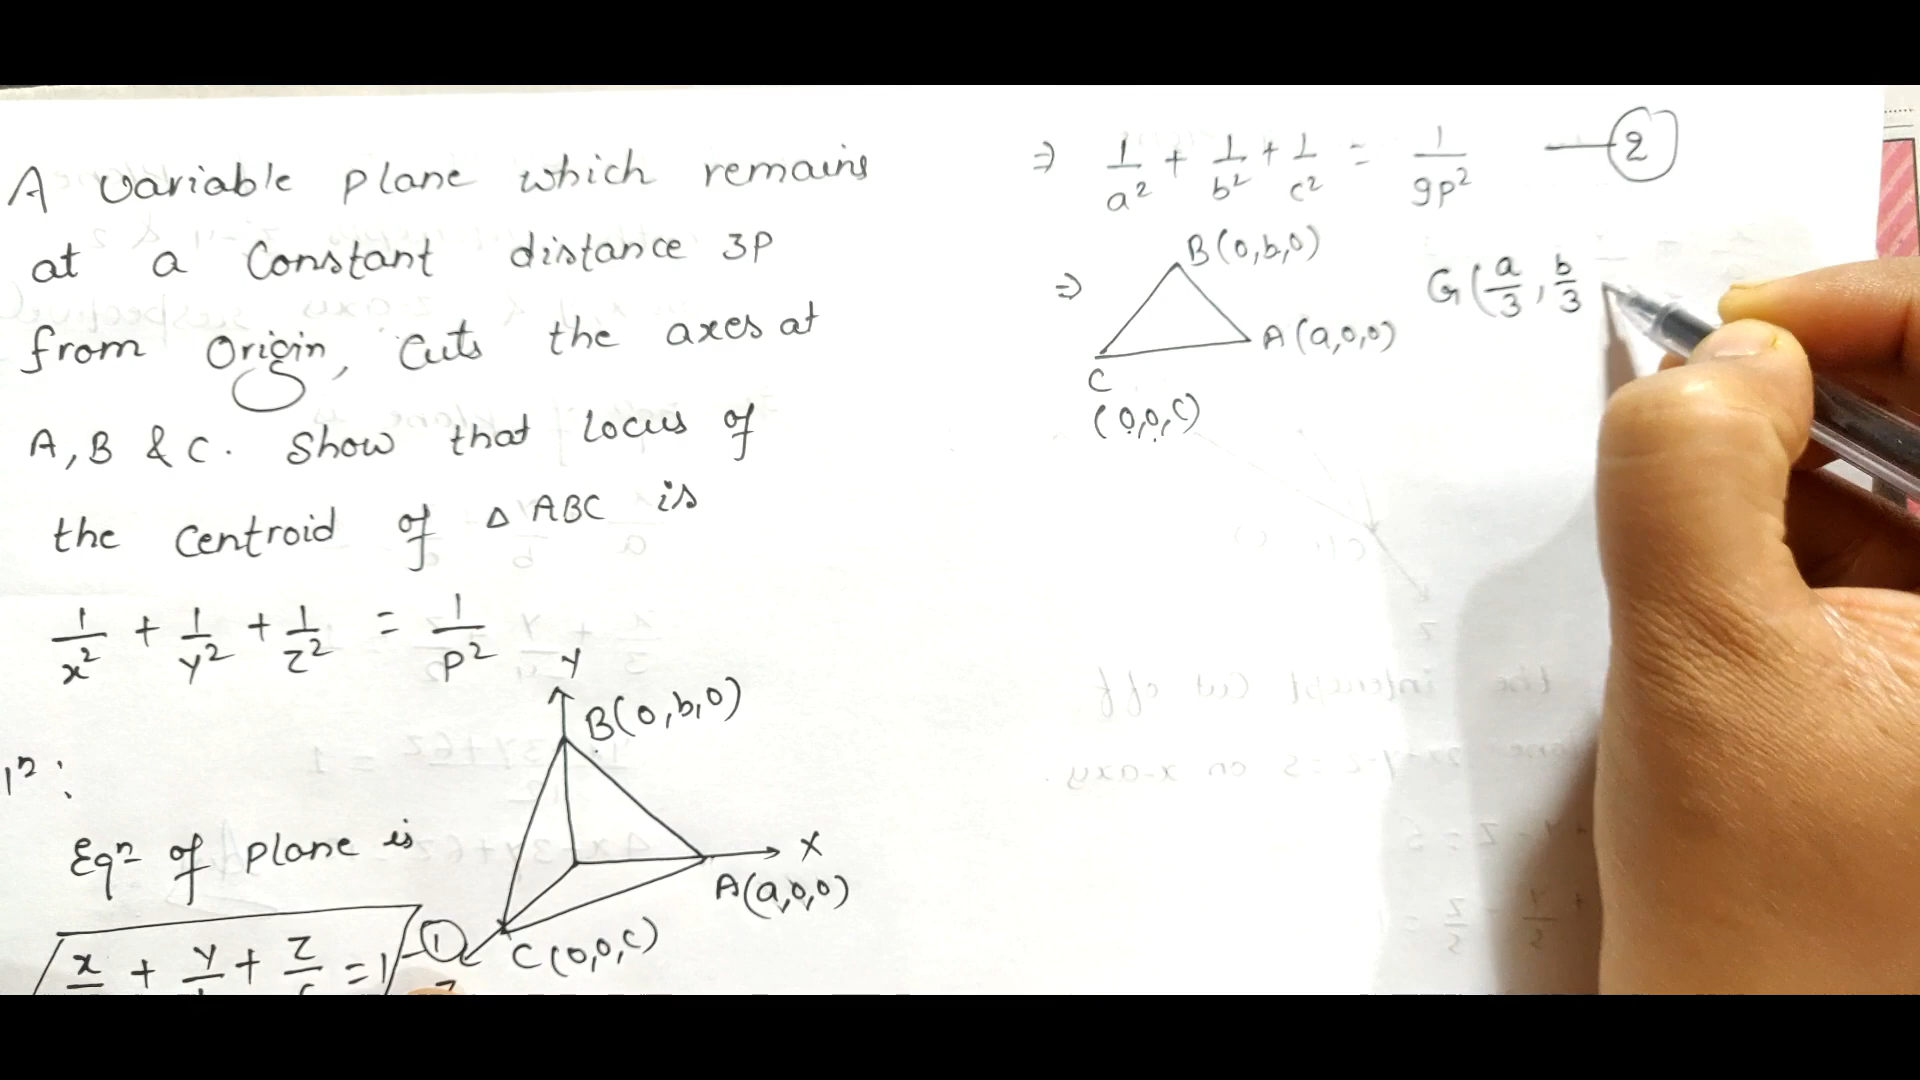 A variable plane which remains
at a constant distance 3P
from origin, cuts the axes at
A, B & C. Show that locus of
the centroid of △ ABC is
1/x² + 1/y² + 1/z² = 1/p²
Y
B(0,b,0)
X
A(a,0,0)
C(0,0,c)
Eqⁿ of plane is
x + y + z = 1 ①
⇒ 1/a² + 1/b² + 1/c² = 1/9p² — ②
⇒ B(0,b,0)
A(a,0,0)
C
(0,0,c)
G(a/3, b/3